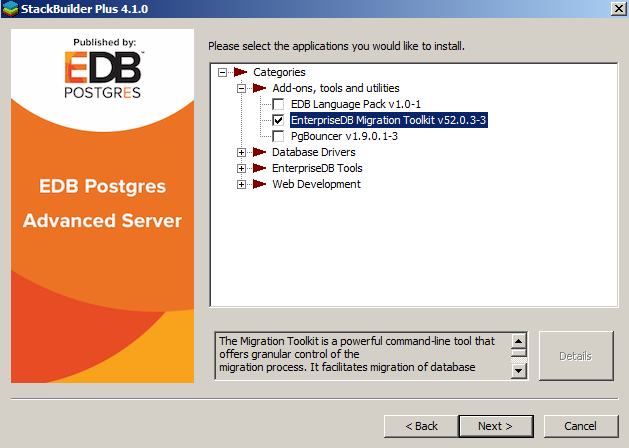 StackBuilder Plus 4.1.0
Published by:
EDB
POSTGRES
EDB Postgres
Advanced Server
Please select the applications you would like to install.
Categories
Add-ons, tools and utilities
EDB Language Pack v1.0-1
EnterpriseDB Migration Toolkit v52.0.3-3
PgBouncer v1.9.0.1-3
Database Drivers
EnterpriseDB Tools
Web Development
The Migration Toolkit is a powerful command-line tool that
offers granular control of the
migration process. It facilitates migration of database
Details
< Back
Next >
Cancel